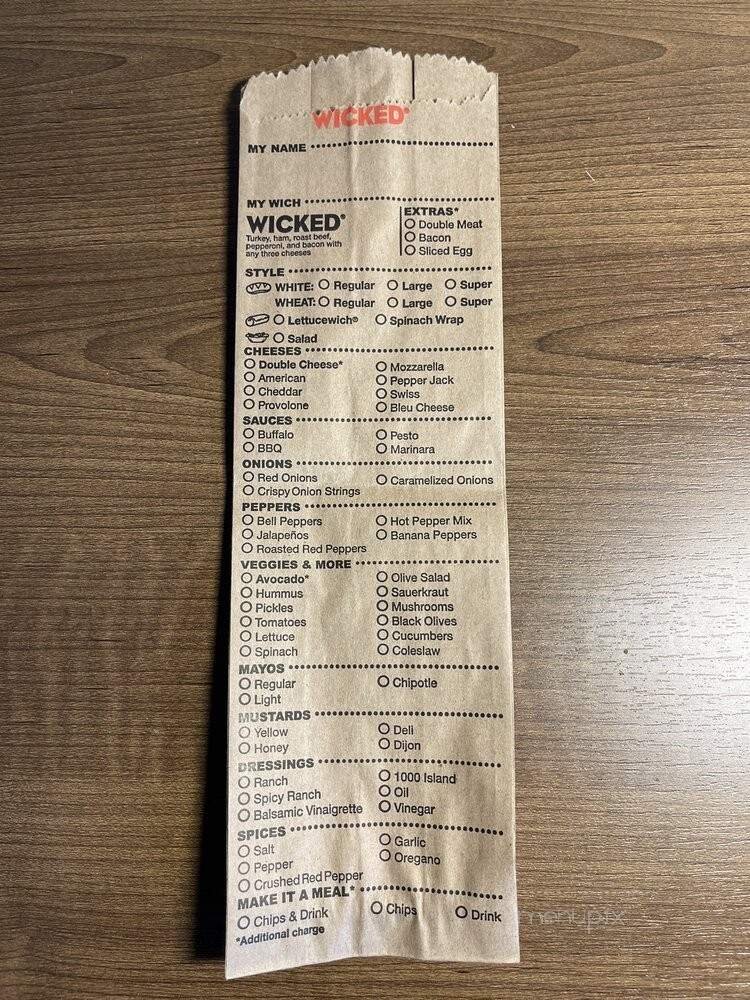 WICKED®
MY NAME
MY WICH
WICKED®
Turkey, ham, roast beef,
pepperoni, and bacon with
any three cheeses
EXTRAS*
Double Meat
Bacon
Sliced Egg
STYLE
WHITE: Regular Large Super
WHEAT: Regular Large Super
Lettucewich® Spinach Wrap
Salad
CHEESES
Double Cheese* Mozzarella
American Pepper Jack
Cheddar Swiss
Provolone Bleu Cheese
SAUCES
Buffalo Pesto
BBQ Marinara
ONIONS
Red Onions Caramelized Onions
Crispy Onion Strings
PEPPERS
Bell Peppers Hot Pepper Mix
Jalapeños Banana Peppers
Roasted Red Peppers
VEGGIES & MORE
Avocado* Olive Salad
Hummus Sauerkraut
Pickles Mushrooms
Tomatoes Black Olives
Lettuce Cucumbers
Spinach Coleslaw
MAYOS
Regular Chipotle
Light
MUSTARDS
Yellow Deli
Honey Dijon
DRESSINGS
Ranch 1000 Island
Spicy Ranch Oil
Balsamic Vinaigrette Vinegar
SPICES
Salt Garlic
Pepper Oregano
Crushed Red Pepper
MAKE IT A MEAL*
Chips & Drink Chips Drink
*Additional charge
menupix